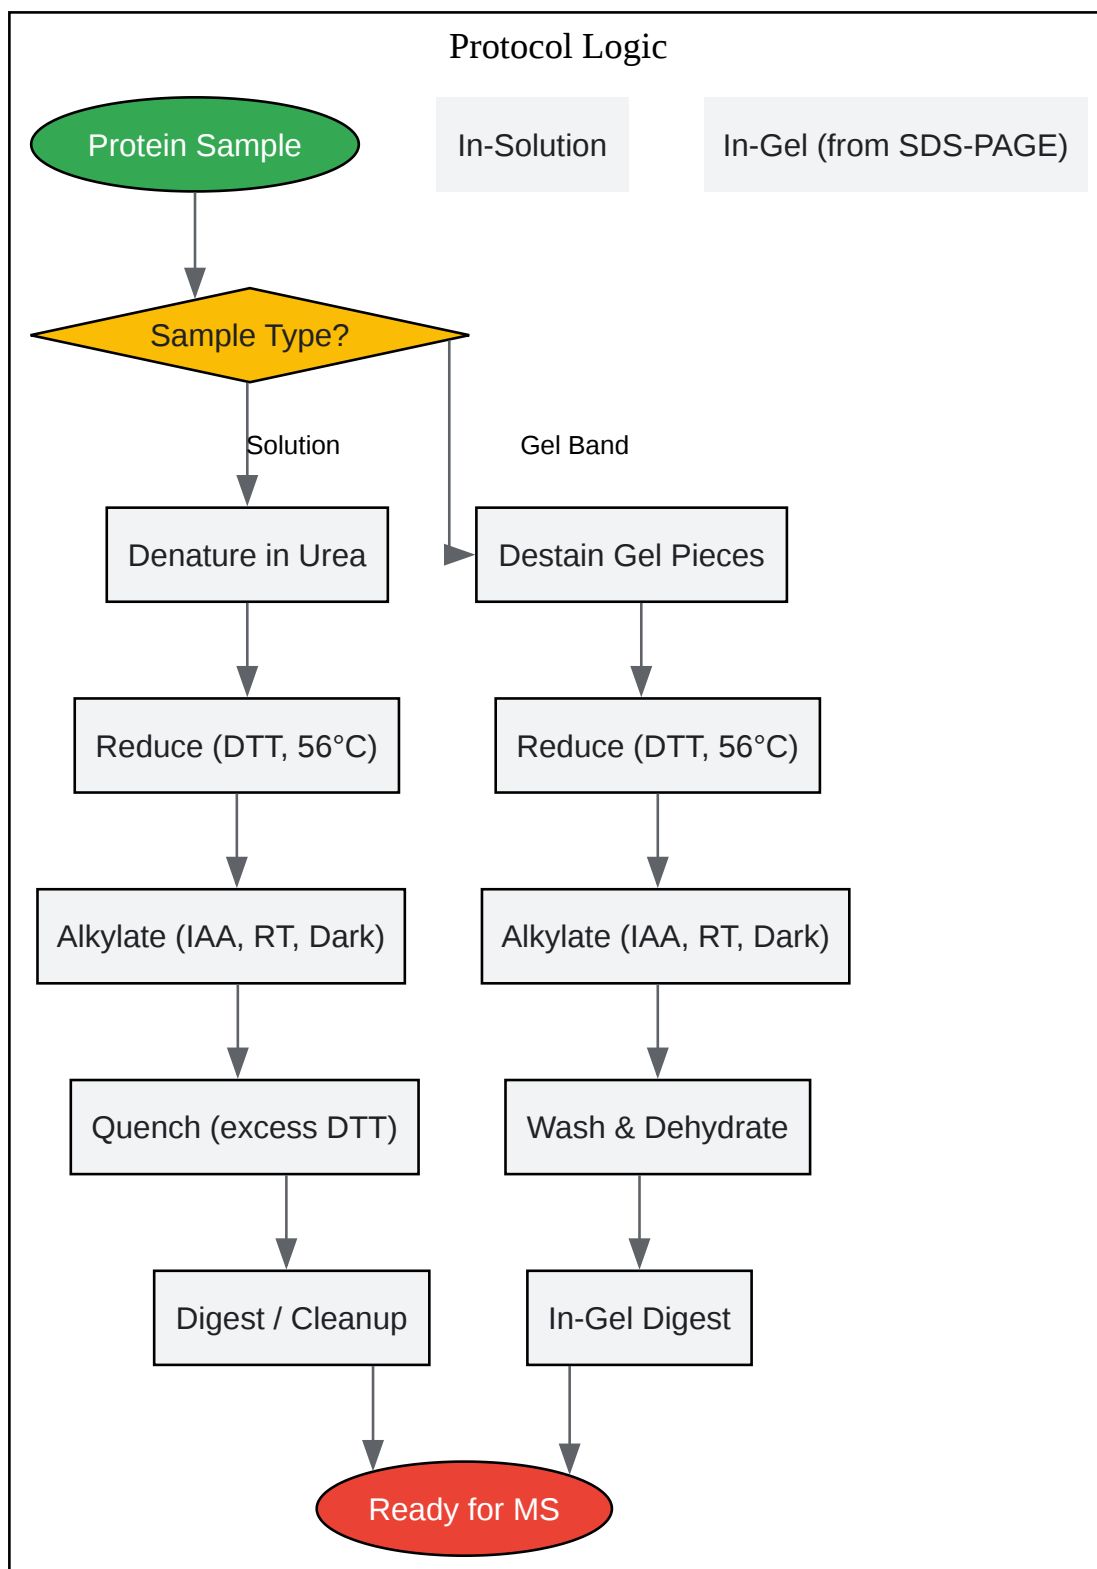 Protocol Logic
Protein Sample
In-Solution
In-Gel (from SDS-PAGE)
Sample Type?
Solution
Gel Band
Denature in Urea
Destain Gel Pieces
Reduce (DTT, 56°C)
Reduce (DTT, 56°C)
Alkylate (IAA, RT, Dark)
Alkylate (IAA, RT, Dark)
Quench (excess DTT)
Wash & Dehydrate
Digest / Cleanup
In-Gel Digest
Ready for MS